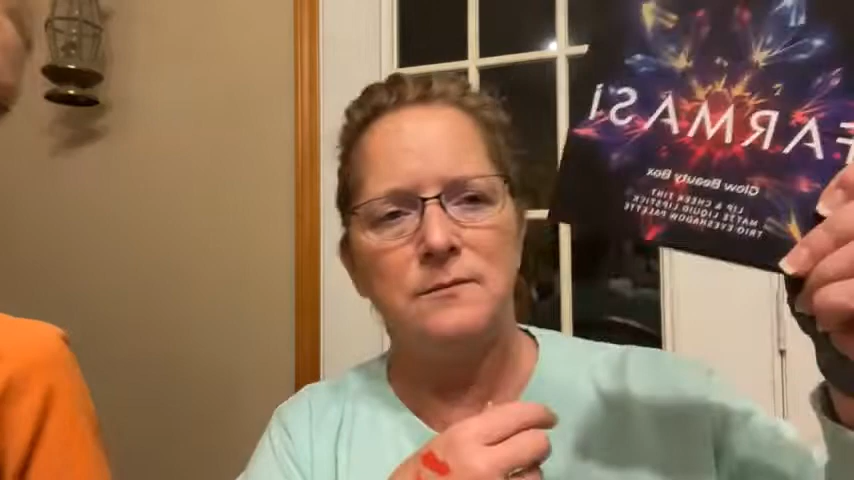 FARMASi
Glow Beauty Box
LIP & CHEEK TINT
MATTE LIQUID LIPSTICK
TRIO EYESHADOW PALETTE